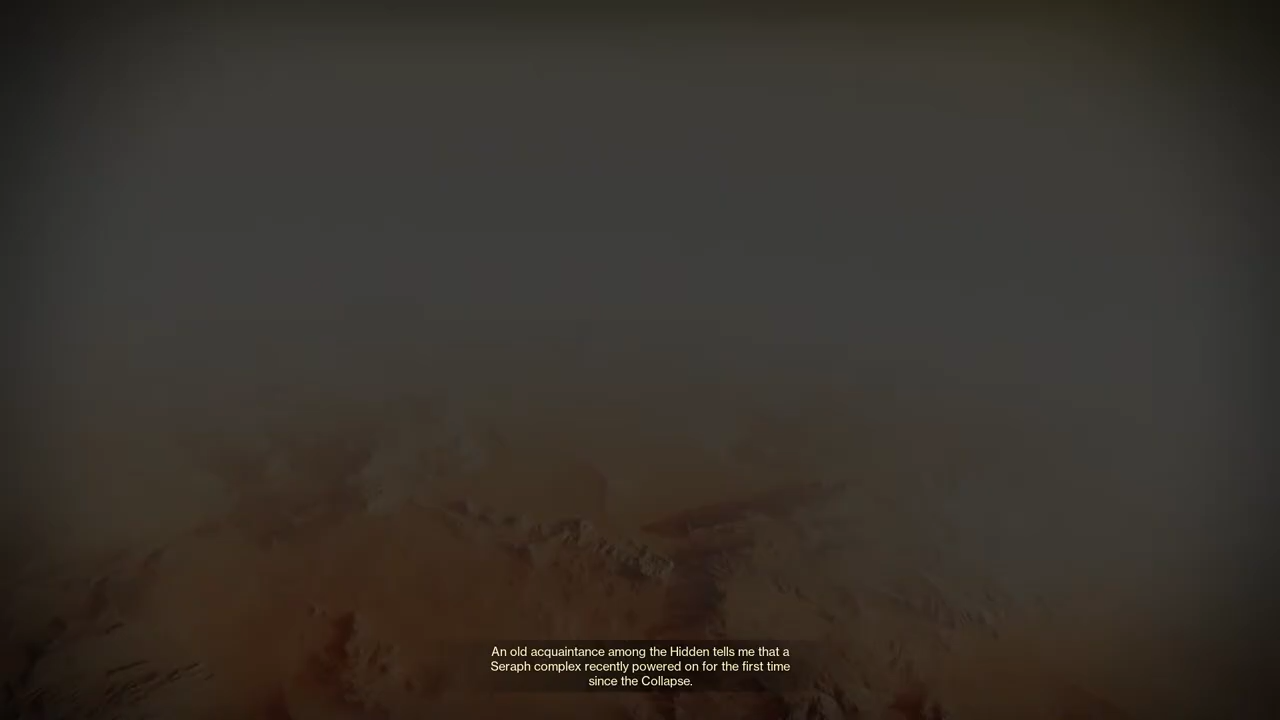 An old acquaintance among the Hidden tells me that a
Seraph complex recently powered on for the first time
since the Collapse.